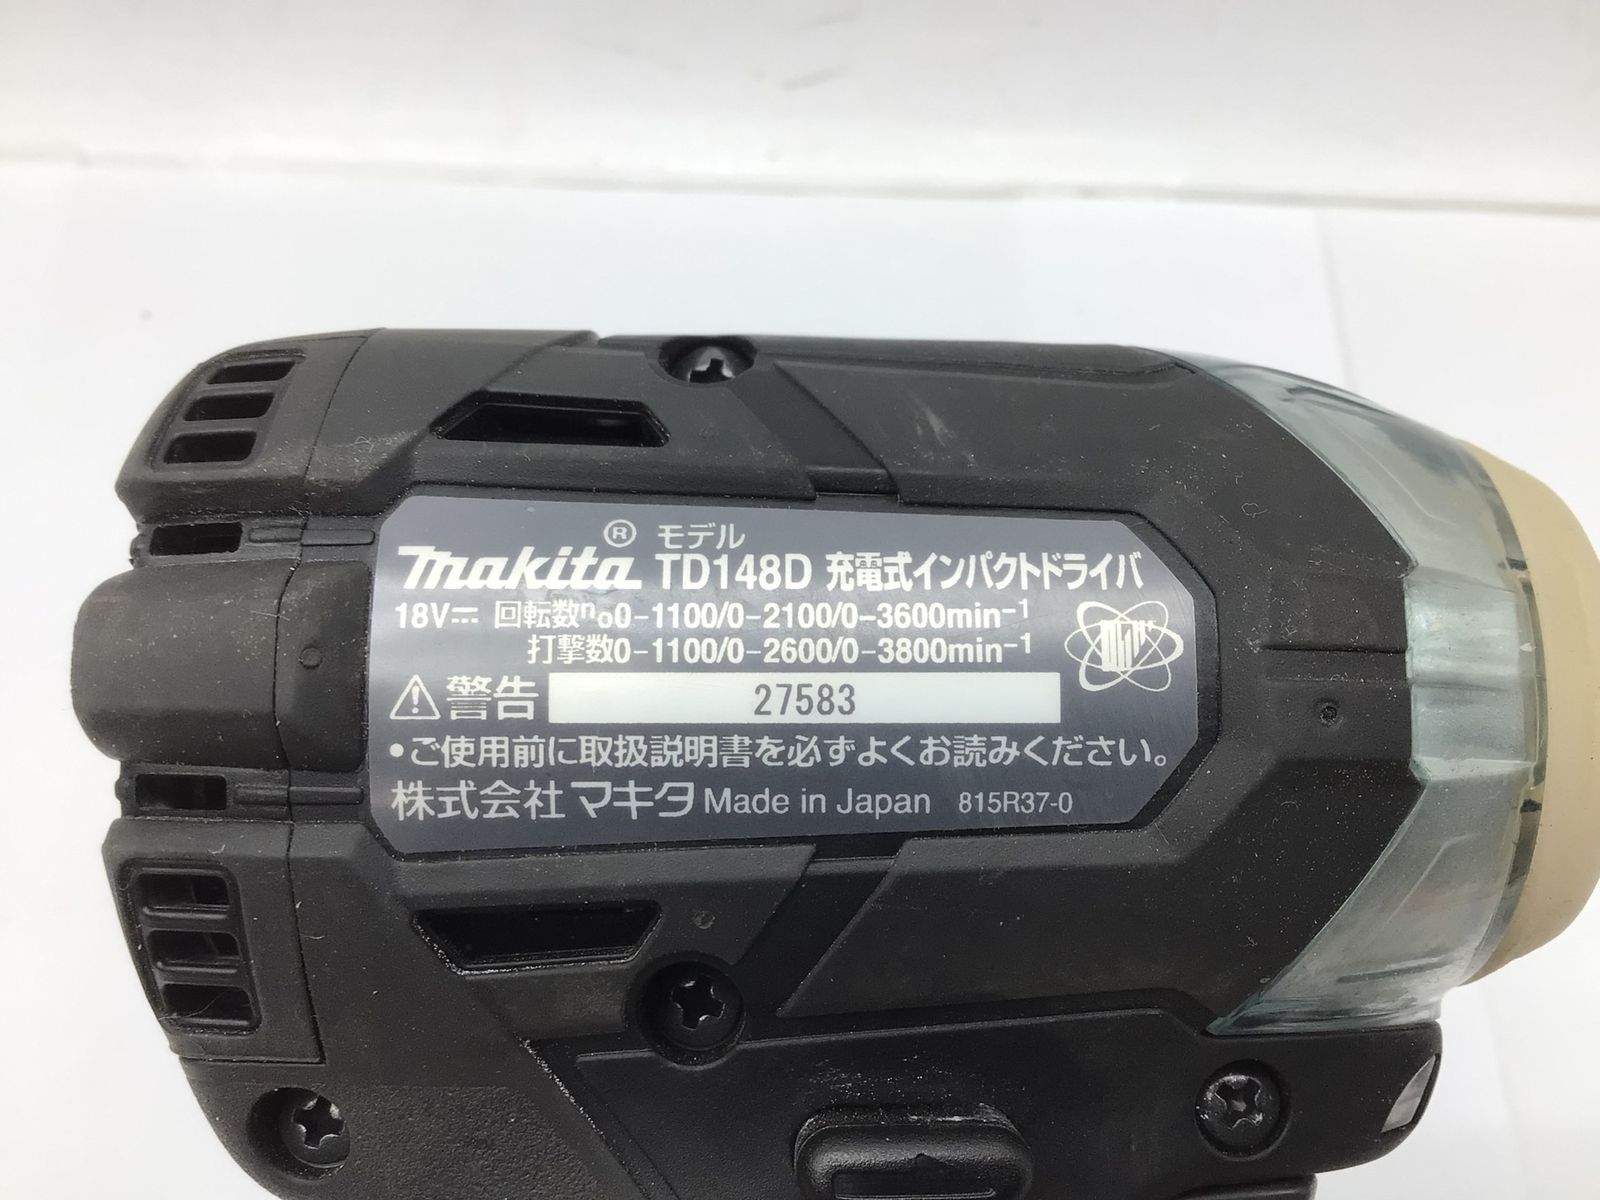 makita® モデル TD148D 充電式インパクトドライバ
18V⎓ 回転数n₀0-1100/0-2100/0-3600min⁻¹
打撃数0-1100/0-2600/0-3800min⁻¹
⚠警告 27583
•ご使用前に取扱説明書を必ずよくお読みください。
株式会社マキタ Made in Japan 815R37-0